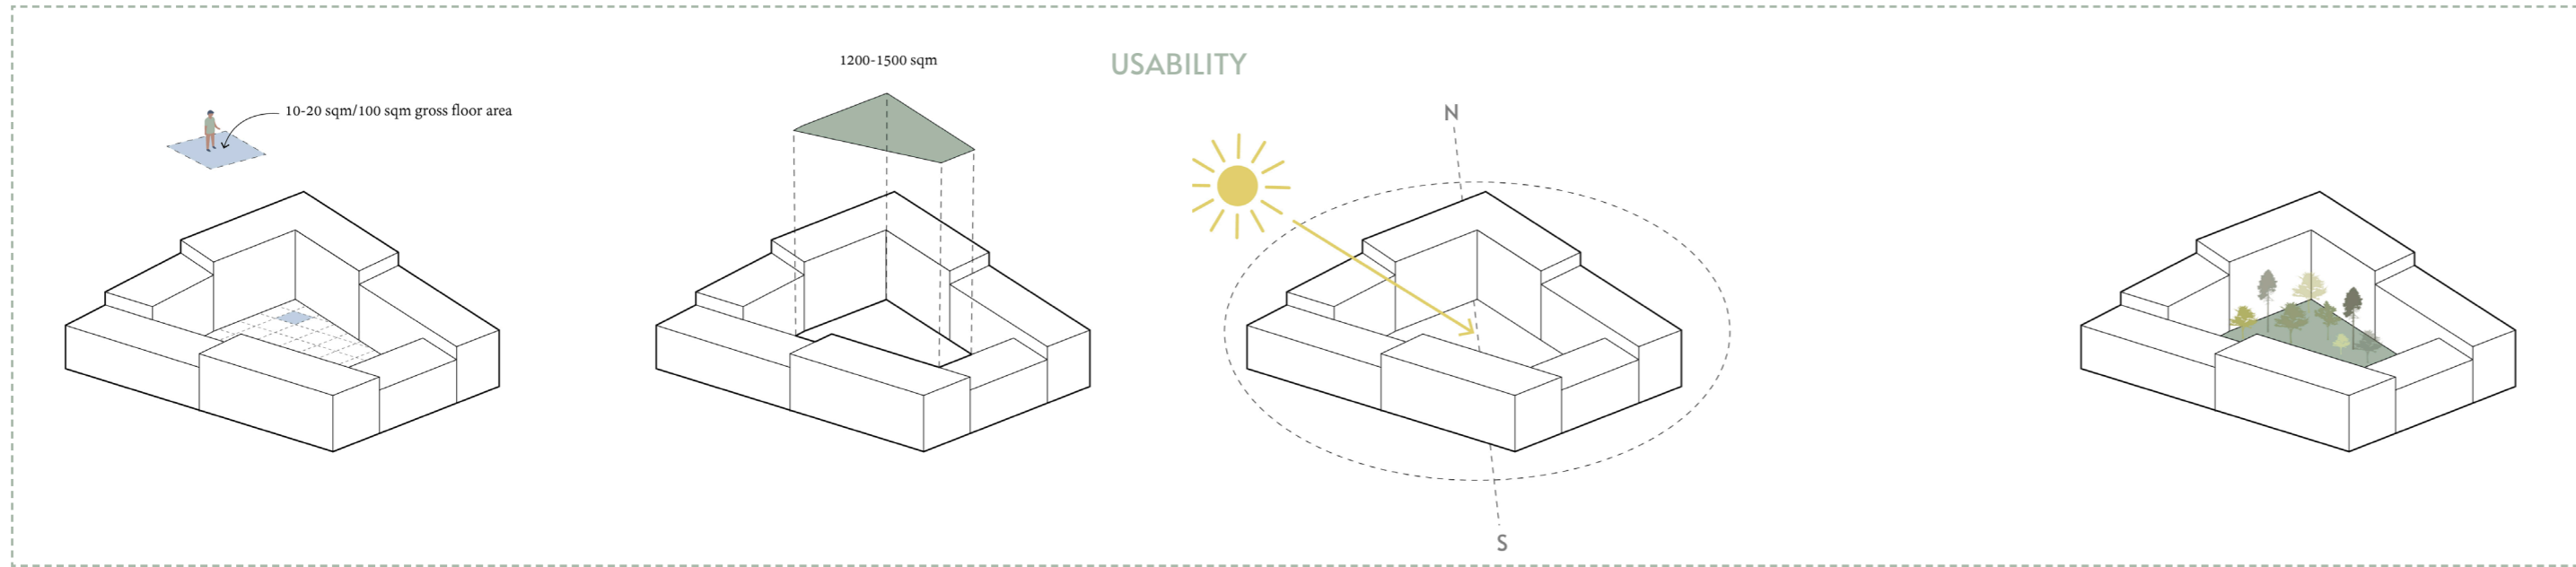 USABILITY
10-20 sqm/100 sqm gross floor area
1200-1500 sqm
N
S